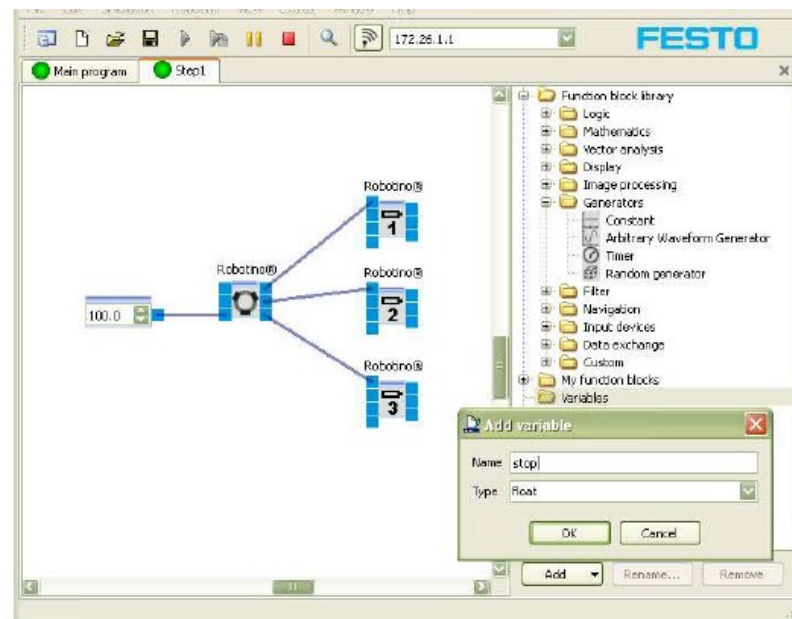 172.26.1.1
FESTO
Main program
Step1
Function block library
Logic
Mathematics
Vector analysis
Display
Image processing
Generators
Constant
Arbitrary Waveform Generator
Timer
Random generator
Filter
Navigation
Input devices
Data exchange
Custom
My function blocks
Variables
Robotino®
1
Robotino®
Robotino®
2
100.0
Robotino®
3
Add variable
Name stop
Type float
OK Cancel
Add Rename... Remove